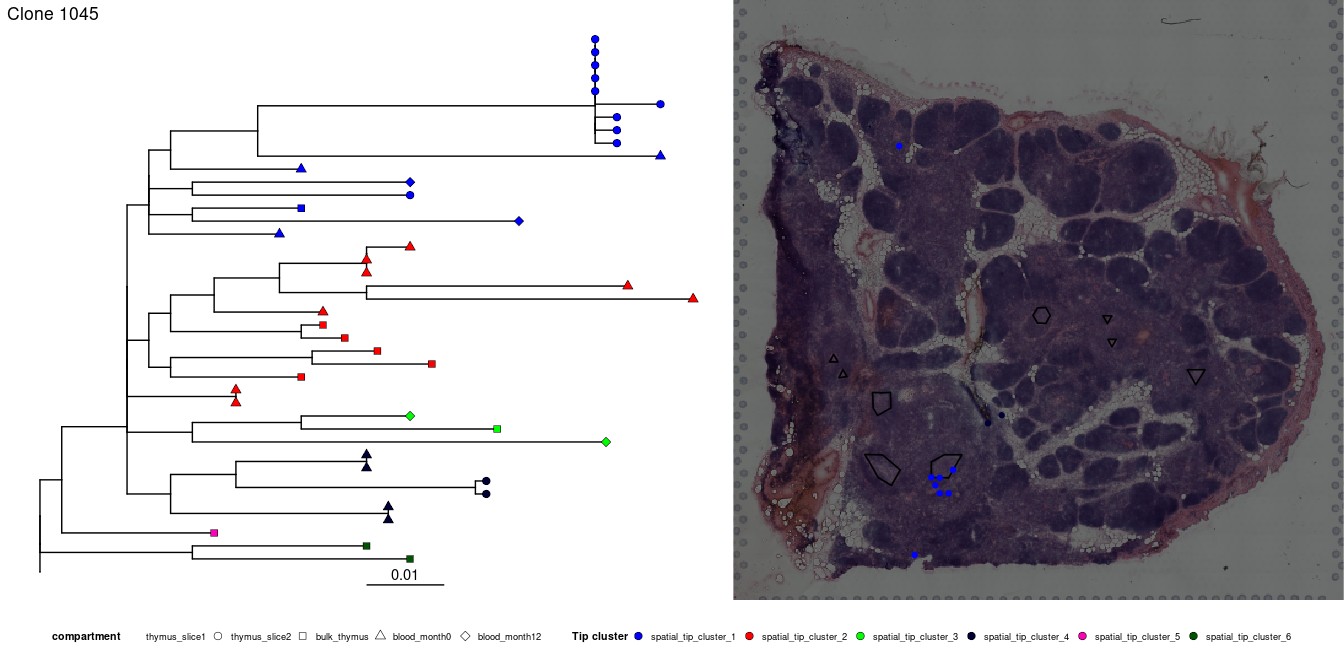 Clone 1045
0.01
compartment thymus_slice1 thymus_slice2 bulk_thymus blood_month0 blood_month12 Tip cluster spatial_tip_cluster_1 spatial_tip_cluster_2 spatial_tip_cluster_3 spatial_tip_cluster_4 spatial_tip_cluster_5 spatial_tip_cluster_6